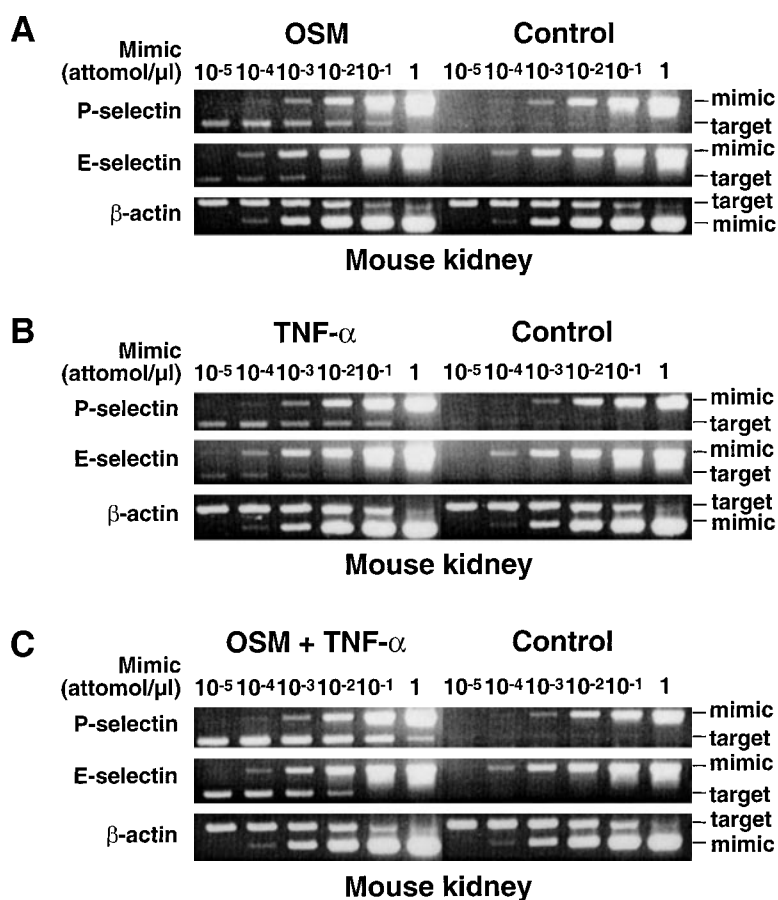 A
OSM Control
Mimic
(attomol/µl) 10-5 10-4 10-3 10-2 10-1 1 10-5 10-4 10-3 10-2 10-1 1
P-selectin mimic
target
E-selectin mimic
target
β-actin target
mimic
Mouse kidney
B
TNF-α Control
Mimic
(attomol/µl) 10-5 10-4 10-3 10-2 10-1 1 10-5 10-4 10-3 10-2 10-1 1
P-selectin mimic
target
E-selectin mimic
target
β-actin target
mimic
Mouse kidney
C
OSM + TNF-α Control
Mimic
(attomol/µl) 10-5 10-4 10-3 10-2 10-1 1 10-5 10-4 10-3 10-2 10-1 1
P-selectin mimic
target
E-selectin mimic
target
β-actin target
mimic
Mouse kidney